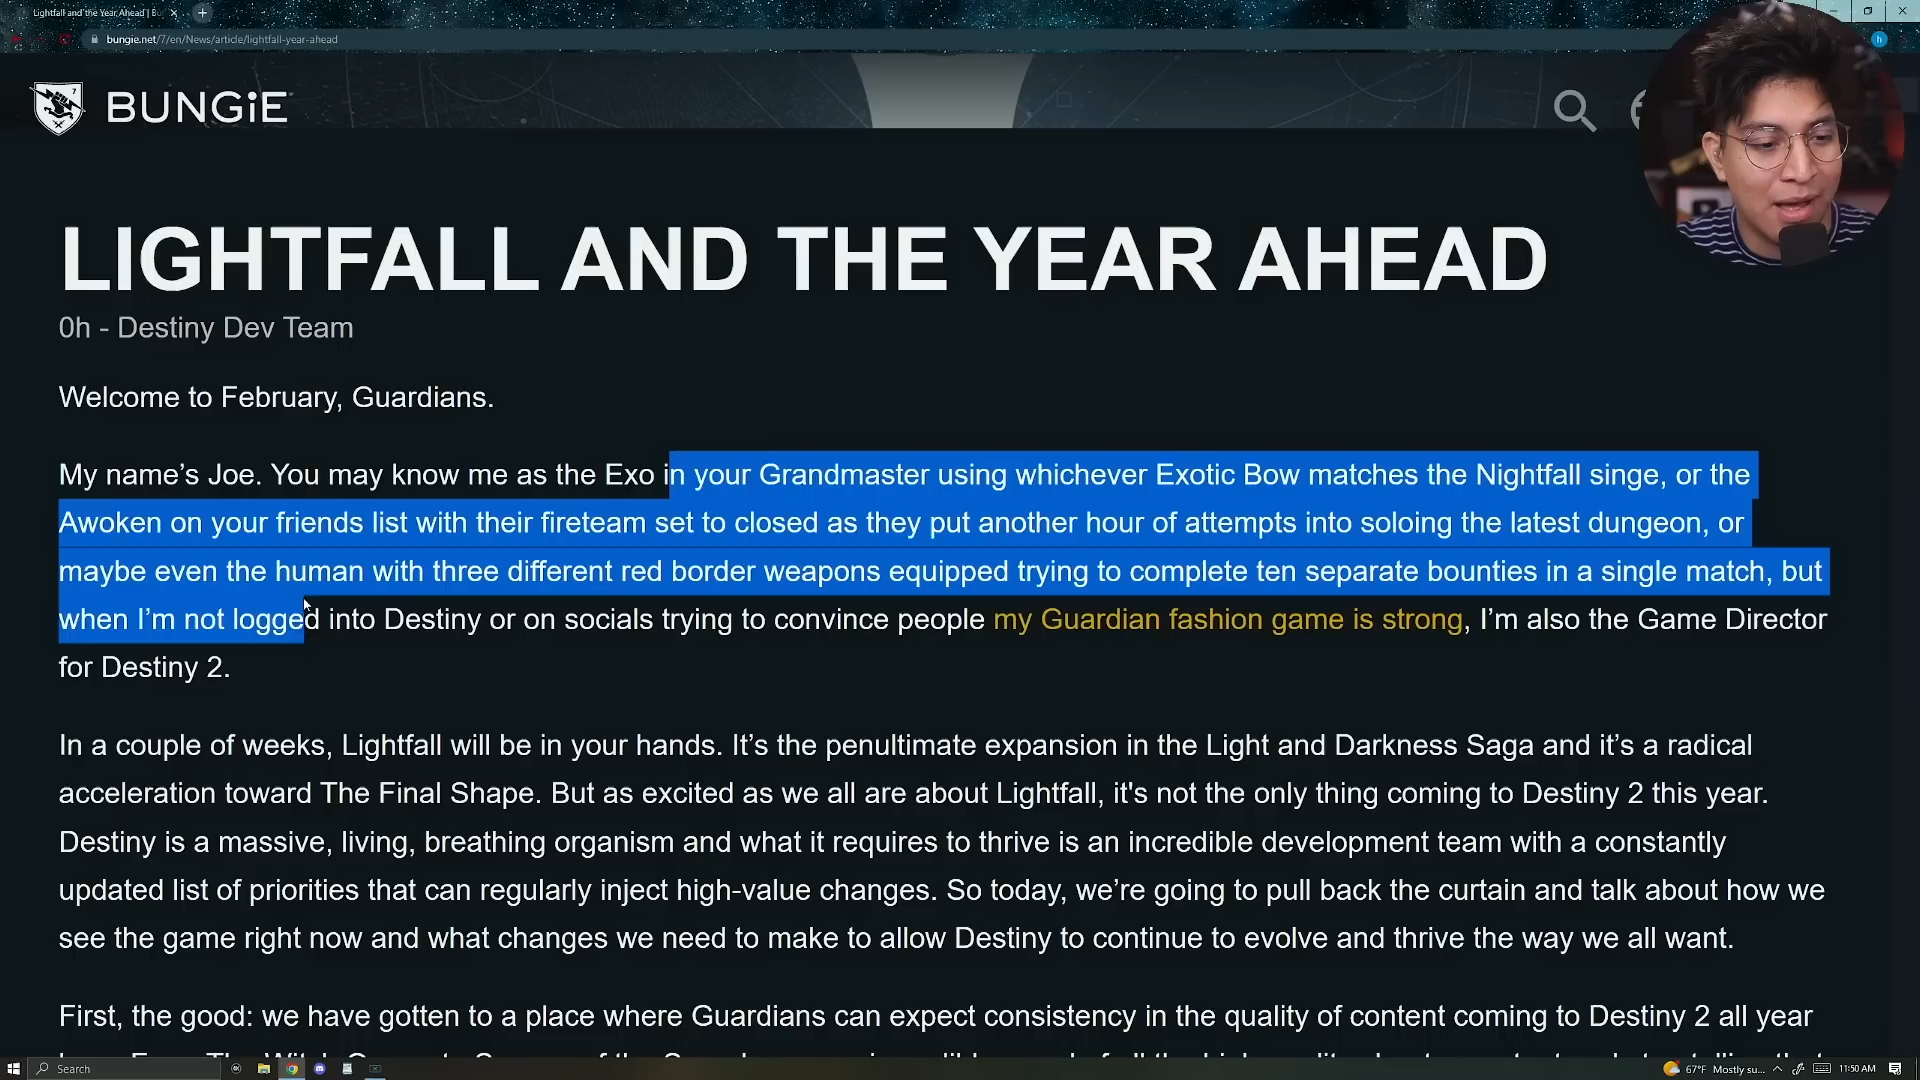 Lightfall and the Year Ahead | Bu
bungie.net/7/en/News/article/lightfall-year-ahead
h
7
BUNGiE
LIGHTFALL AND THE YEAR AHEAD
0h - Destiny Dev Team
Welcome to February, Guardians.
My name’s Joe. You may know me as the Exo in your Grandmaster using whichever Exotic Bow matches the Nightfall singe, or the
Awoken on your friends list with their fireteam set to closed as they put another hour of attempts into soloing the latest dungeon, or
maybe even the human with three different red border weapons equipped trying to complete ten separate bounties in a single match, but
when I’m not logged into Destiny or on socials trying to convince people my Guardian fashion game is strong, I’m also the Game Director
for Destiny 2.
In a couple of weeks, Lightfall will be in your hands. It’s the penultimate expansion in the Light and Darkness Saga and it’s a radical
acceleration toward The Final Shape. But as excited as we all are about Lightfall, it's not the only thing coming to Destiny 2 this year.
Destiny is a massive, living, breathing organism and what it requires to thrive is an incredible development team with a constantly
updated list of priorities that can regularly inject high-value changes. So today, we’re going to pull back the curtain and talk about how we
see the game right now and what changes we need to make to allow Destiny to continue to evolve and thrive the way we all want.
First, the good: we have gotten to a place where Guardians can expect consistency in the quality of content coming to Destiny 2 all year
Search
67°F Mostly su...
11:50 AM